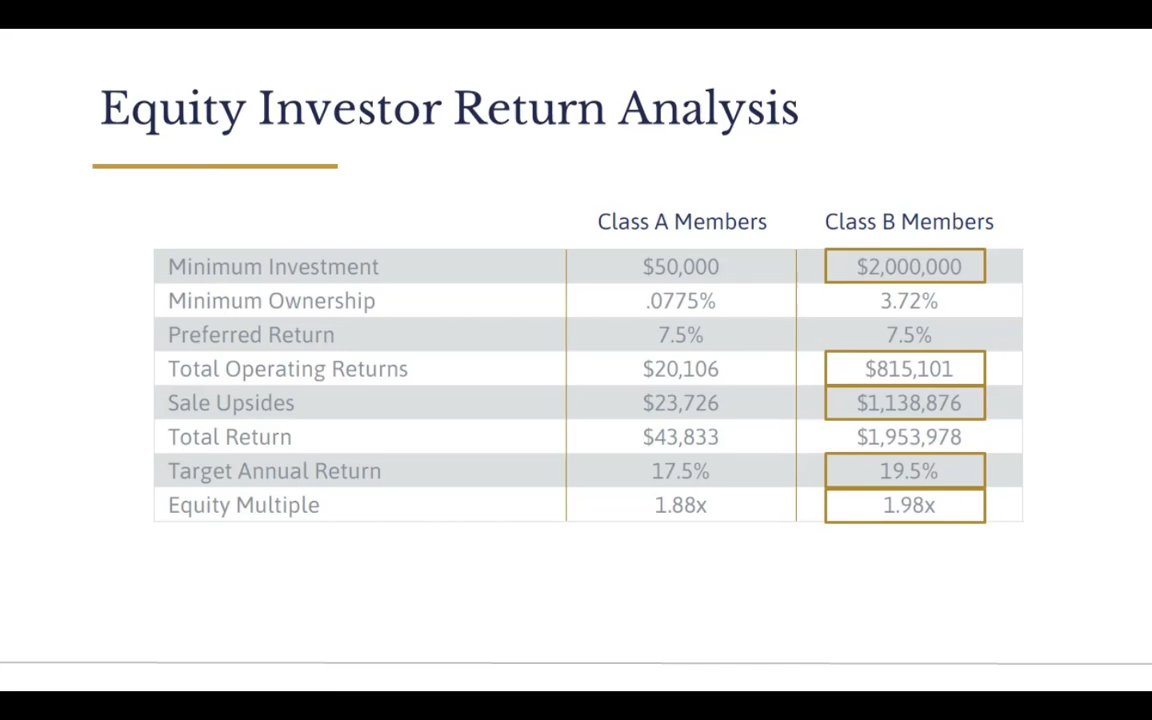 Equity Investor Return Analysis
Class A Members Class B Members
Minimum Investment $50,000 $2,000,000
Minimum Ownership .0775% 3.72%
Preferred Return 7.5% 7.5%
Total Operating Returns $20,106 $815,101
Sale Upsides $23,726 $1,138,876
Total Return $43,833 $1,953,978
Target Annual Return 17.5% 19.5%
Equity Multiple 1.88x 1.98x